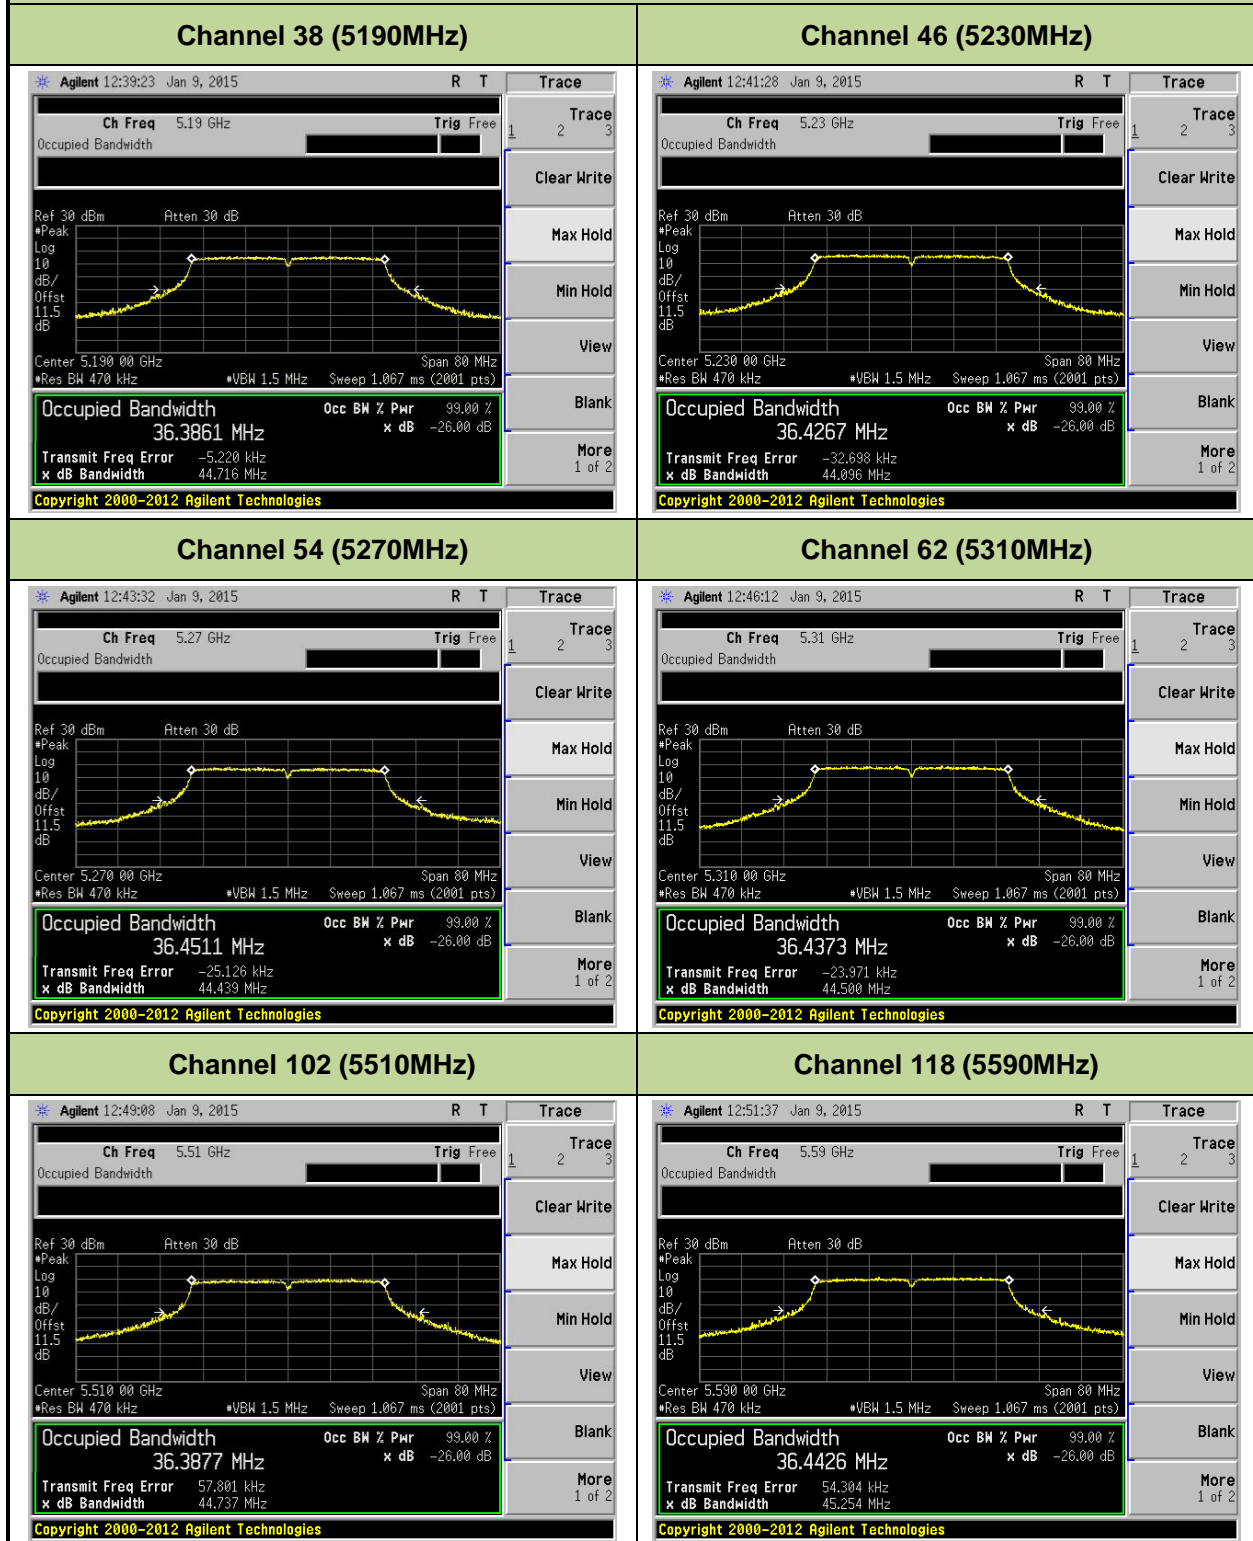 Channel 38 (5190MHz)
Agilent 12:39:23 Jan 9, 2015 R T
Ch Freq 5.19 GHz Trig Free
Occupied Bandwidth
Ref 30 dBm Atten 30 dB
#Peak
Log
10
dB/
Offst
11.5
dB
Center 5.190 00 GHz Span 80 MHz
#Res BW 470 kHz #VBW 1.5 MHz Sweep 1.067 ms (2001 pts)
Occupied Bandwidth Occ BW % Pwr 99.00 %
36.3861 MHz x dB -26.00 dB
Transmit Freq Error -5.220 kHz
x dB Bandwidth 44.716 MHz
Copyright 2000-2012 Agilent Technologies
Trace
Trace
1 2 3
Clear Write
Max Hold
Min Hold
View
Blank
More
1 of 2
Channel 46 (5230MHz)
Agilent 12:41:28 Jan 9, 2015 R T
Ch Freq 5.23 GHz Trig Free
Occupied Bandwidth
Ref 30 dBm Atten 30 dB
#Peak
Log
10
dB/
Offst
11.5
dB
Center 5.230 00 GHz Span 80 MHz
#Res BW 470 kHz #VBW 1.5 MHz Sweep 1.067 ms (2001 pts)
Occupied Bandwidth Occ BW % Pwr 99.00 %
36.4267 MHz x dB -26.00 dB
Transmit Freq Error -32.698 kHz
x dB Bandwidth 44.096 MHz
Copyright 2000-2012 Agilent Technologies
Trace
Trace
1 2 3
Clear Write
Max Hold
Min Hold
View
Blank
More
1 of 2
Channel 54 (5270MHz)
Agilent 12:43:32 Jan 9, 2015 R T
Ch Freq 5.27 GHz Trig Free
Occupied Bandwidth
Ref 30 dBm Atten 30 dB
#Peak
Log
10
dB/
Offst
11.5
dB
Center 5.270 00 GHz Span 80 MHz
#Res BW 470 kHz #VBW 1.5 MHz Sweep 1.067 ms (2001 pts)
Occupied Bandwidth Occ BW % Pwr 99.00 %
36.4511 MHz x dB -26.00 dB
Transmit Freq Error -25.126 kHz
x dB Bandwidth 44.439 MHz
Copyright 2000-2012 Agilent Technologies
Trace
Trace
1 2 3
Clear Write
Max Hold
Min Hold
View
Blank
More
1 of 2
Channel 62 (5310MHz)
Agilent 12:46:12 Jan 9, 2015 R T
Ch Freq 5.31 GHz Trig Free
Occupied Bandwidth
Ref 30 dBm Atten 30 dB
#Peak
Log
10
dB/
Offst
11.5
dB
Center 5.310 00 GHz Span 80 MHz
#Res BW 470 kHz #VBW 1.5 MHz Sweep 1.067 ms (2001 pts)
Occupied Bandwidth Occ BW % Pwr 99.00 %
36.4373 MHz x dB -26.00 dB
Transmit Freq Error -23.971 kHz
x dB Bandwidth 44.500 MHz
Copyright 2000-2012 Agilent Technologies
Trace
Trace
1 2 3
Clear Write
Max Hold
Min Hold
View
Blank
More
1 of 2
Channel 102 (5510MHz)
Agilent 12:49:08 Jan 9, 2015 R T
Ch Freq 5.51 GHz Trig Free
Occupied Bandwidth
Ref 30 dBm Atten 30 dB
#Peak
Log
10
dB/
Offst
11.5
dB
Center 5.510 00 GHz Span 80 MHz
#Res BW 470 kHz #VBW 1.5 MHz Sweep 1.067 ms (2001 pts)
Occupied Bandwidth Occ BW % Pwr 99.00 %
36.3877 MHz x dB -26.00 dB
Transmit Freq Error 57.801 kHz
x dB Bandwidth 44.737 MHz
Copyright 2000-2012 Agilent Technologies
Trace
Trace
1 2 3
Clear Write
Max Hold
Min Hold
View
Blank
More
1 of 2
Channel 118 (5590MHz)
Agilent 12:51:37 Jan 9, 2015 R T
Ch Freq 5.59 GHz Trig Free
Occupied Bandwidth
Ref 30 dBm Atten 30 dB
#Peak
Log
10
dB/
Offst
11.5
dB
Center 5.590 00 GHz Span 80 MHz
#Res BW 470 kHz #VBW 1.5 MHz Sweep 1.067 ms (2001 pts)
Occupied Bandwidth Occ BW % Pwr 99.00 %
36.4426 MHz x dB -26.00 dB
Transmit Freq Error 54.304 kHz
x dB Bandwidth 45.254 MHz
Copyright 2000-2012 Agilent Technologies
Trace
Trace
1 2 3
Clear Write
Max Hold
Min Hold
View
Blank
More
1 of 2